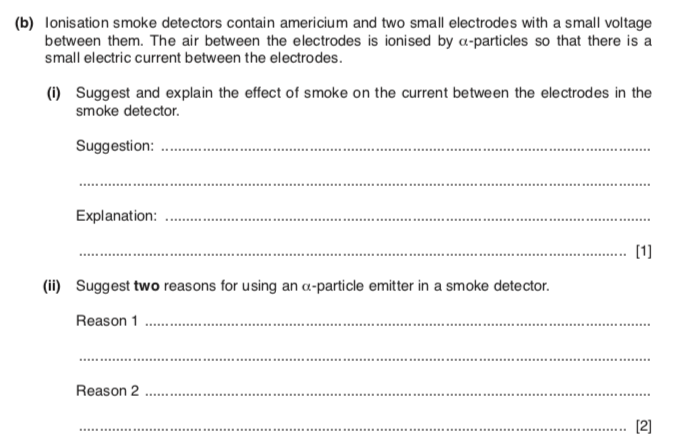 (b) Ionisation smoke detectors contain americium and two small electrodes with a small voltage
between them. The air between the electrodes is ionised by α-particles so that there is a
small electric current between the electrodes.
(i) Suggest and explain the effect of smoke on the current between the electrodes in the
smoke detector.
Suggestion: ..........................................................................................
..........................................................................................
Explanation: ..........................................................................................
.......................................................................................... [1]
(ii) Suggest two reasons for using an α-particle emitter in a smoke detector.
Reason 1 ..........................................................................................
..........................................................................................
Reason 2 ..........................................................................................
.......................................................................................... [2]